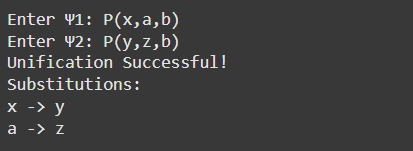 Enter Ψ1: P(x,a,b)
Enter Ψ2: P(y,z,b)
Unification Successful!
Substitutions:
x -> y
a -> z